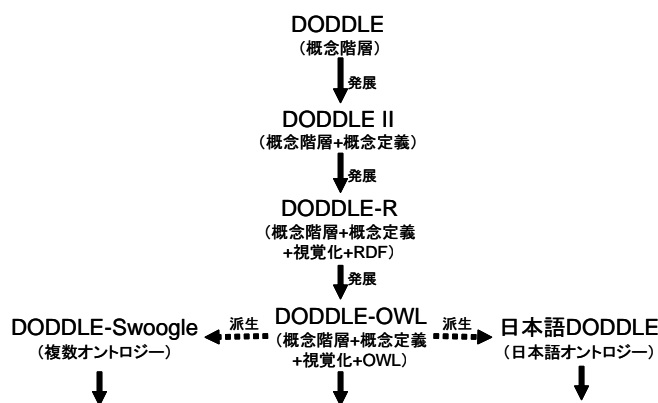 DODDLE
(概念階層)
発展
DODDLE II
(概念階層+概念定義)
発展
DODDLE-R
(概念階層+概念定義
+視覚化+RDF)
発展
DODDLE-Swoogle
(複数オントロジー)
派生
DODDLE-OWL
(概念階層+概念定義
+視覚化+OWL)
派生
日本語DODDLE
(日本語オントロジー)